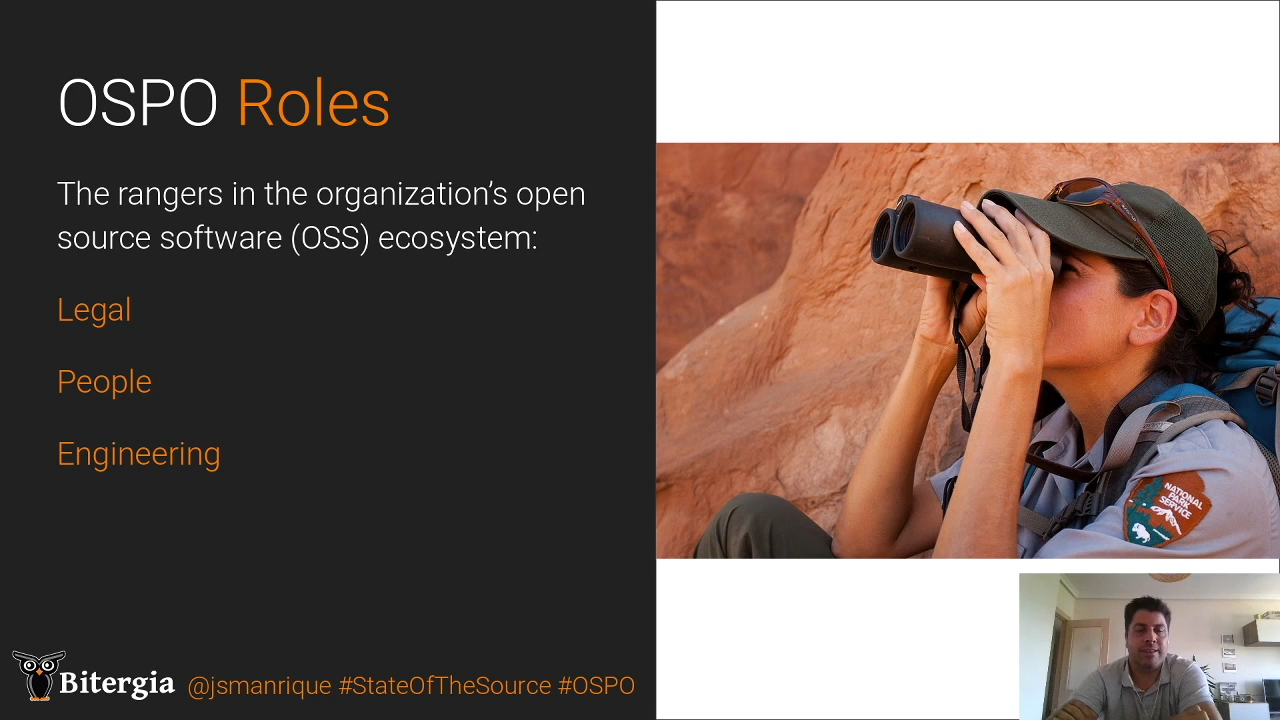 OSPO Roles
The rangers in the organization’s open
source software (OSS) ecosystem:
Legal
People
Engineering
NATIONAL
PARK
SERVICE
Bitergia @jsmanrique #StateOfTheSource #OSPO